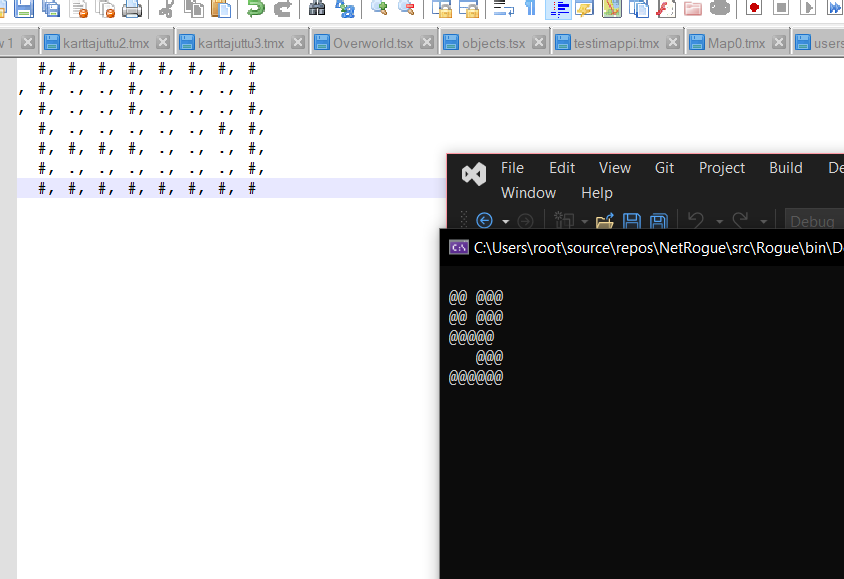 w 1 karttajuttu2.tmx karttajuttu3.tmx Overworld.tsx objects.tsx testimappi.tmx Map0.tmx users
#, #, #, #, #, #, #, #
, #, ., ., #, ., ., ., #
, #, ., ., #, ., ., ., #,
#, ., ., ., ., ., #, #,
#, #, #, #, ., ., ., #,
#, ., ., ., ., ., ., #,
#, #, #, #, #, #, #, #
File Edit View Git Project Build De
Window Help
Debug
C:\Users\root\source\repos\NetRogue\src\Rogue\bin\D
@@ @@@
@@ @@@
@@@@@
@@@
@@@@@@